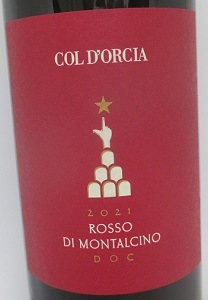 COL D'ORCIA
2021
ROSSO
DI MONTALCINO
DOC